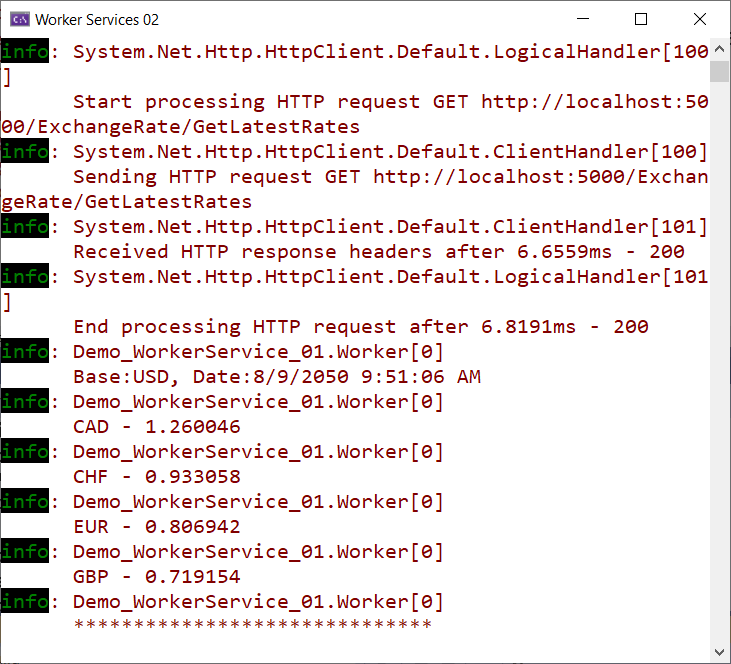 Worker Services 02
info: System.Net.Http.HttpClient.Default.LogicalHandler[100
]
      Start processing HTTP request GET http://localhost:50
00/ExchangeRate/GetLatestRates
info: System.Net.Http.HttpClient.Default.ClientHandler[100]
      Sending HTTP request GET http://localhost:5000/Exchan
geRate/GetLatestRates
info: System.Net.Http.HttpClient.Default.ClientHandler[101]
      Received HTTP response headers after 6.6559ms - 200
info: System.Net.Http.HttpClient.Default.LogicalHandler[101
]
      End processing HTTP request after 6.8191ms - 200
info: Demo_WorkerService_01.Worker[0]
      Base:USD, Date:8/9/2050 9:51:06 AM
info: Demo_WorkerService_01.Worker[0]
      CAD - 1.260046
info: Demo_WorkerService_01.Worker[0]
      CHF - 0.933058
info: Demo_WorkerService_01.Worker[0]
      EUR - 0.806942
info: Demo_WorkerService_01.Worker[0]
      GBP - 0.719154
info: Demo_WorkerService_01.Worker[0]
      ******************************